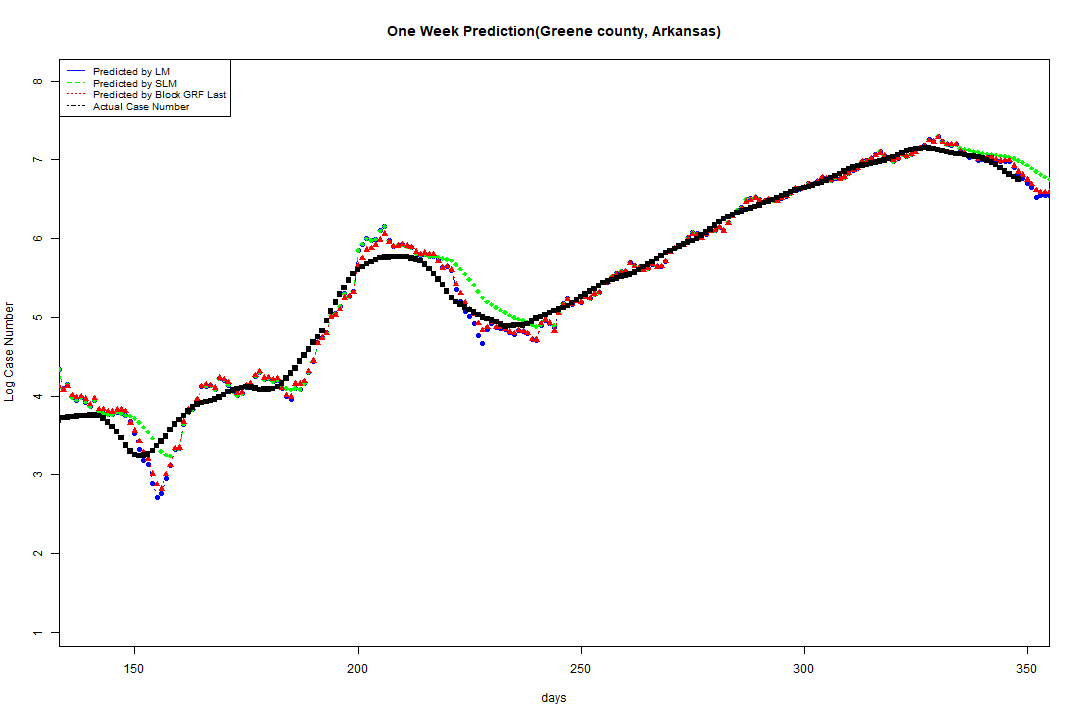 One Week Prediction(Greene county, Arkansas)
Predicted by LM
Predicted by SLM
Predicted by Block GRF Last
Actual Case Number
8
7
6
5
4
3
2
1
Log Case Number
150 200 250 300 350
days